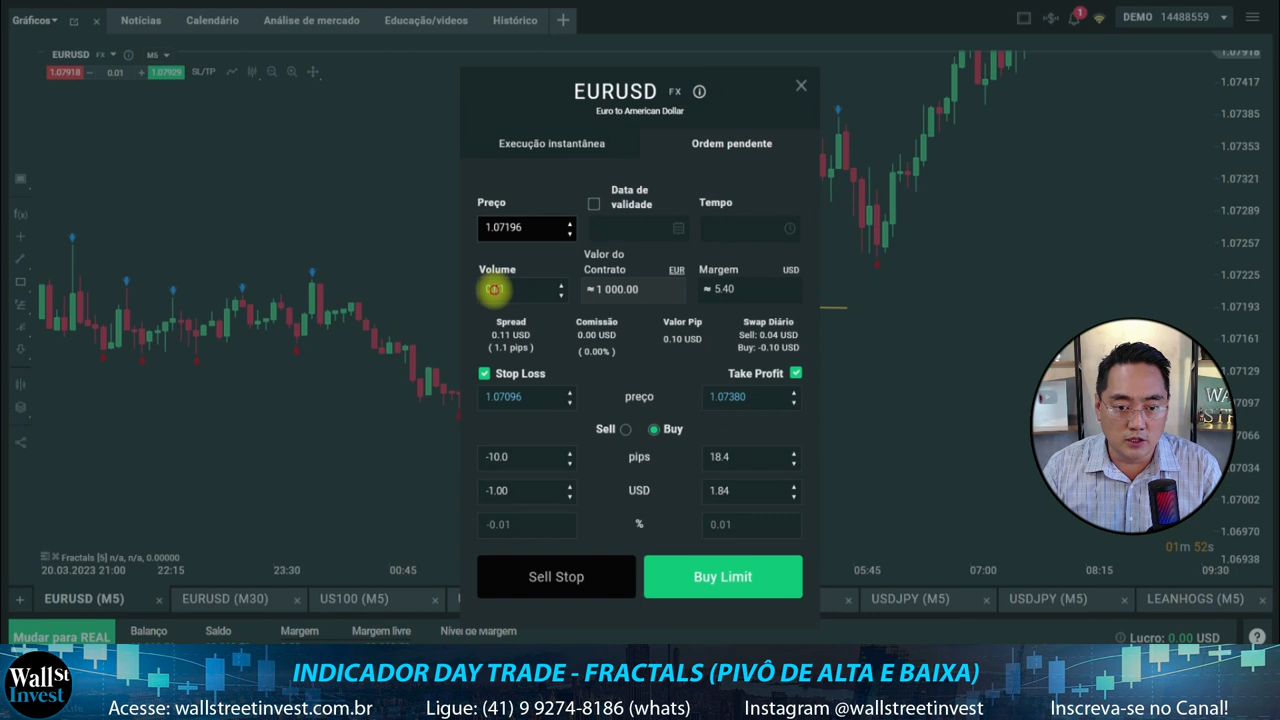 Gráficos
Notícias
Calendário
Análise de mercado
Educação/videos
Histórico
1
DEMO 14488559
EURUSD FX
M5
1.07918
0.01
1.07929
SL/TP
EURUSD FX
Euro to American Dollar
Execução instantânea
Ordem pendente
Preço
Data de
validade
Tempo
1.07196
Volume
Valor do
Contrato
EUR
Margem
USD
≈ 1 000.00
≈ 5.40
Spread
0.11 USD
( 1.1 pips )
Comissão
0.00 USD
( 0.00% )
Valor Pip
0.10 USD
Swap Diário
Sell: 0.04 USD
Buy: -0.10 USD
Stop Loss
Take Profit
1.07096
preço
1.07380
Sell
Buy
-10.0
pips
18.4
-1.00
USD
1.84
-0.01
%
0.01
Sell Stop
Buy Limit
1.07918
1.07417
1.07385
1.07353
1.07321
1.07289
1.07257
1.07225
1.07193
1.07161
1.07129
1.07097
1.07066
1.07034
1.07002
1.06970
1.06938
01m 52s
Fractals [5] n/a, n/a, 0.00000
20.03.2023 21:00
22:15
23:30
00:45
05:45
07:00
08:15
09:30
EURUSD (M5)
EURUSD (M30)
US100 (M5)
USDJPY (M5)
USDJPY (M5)
LEANHOGS (M5)
Mudar para REAL
Balanço
Saldo
Margem
Margem livre
Nível de Margem
Lucro: 0.00 USD
Wall St
Invest
INDICADOR DAY TRADE - FRACTALS (PIVÔ DE ALTA E BAIXA)
Acesse: wallstreetinvest.com.br
Ligue: (41) 9 9274-8186 (whats)
Instagram @wallstreetinvest
Inscreva-se no Canal!